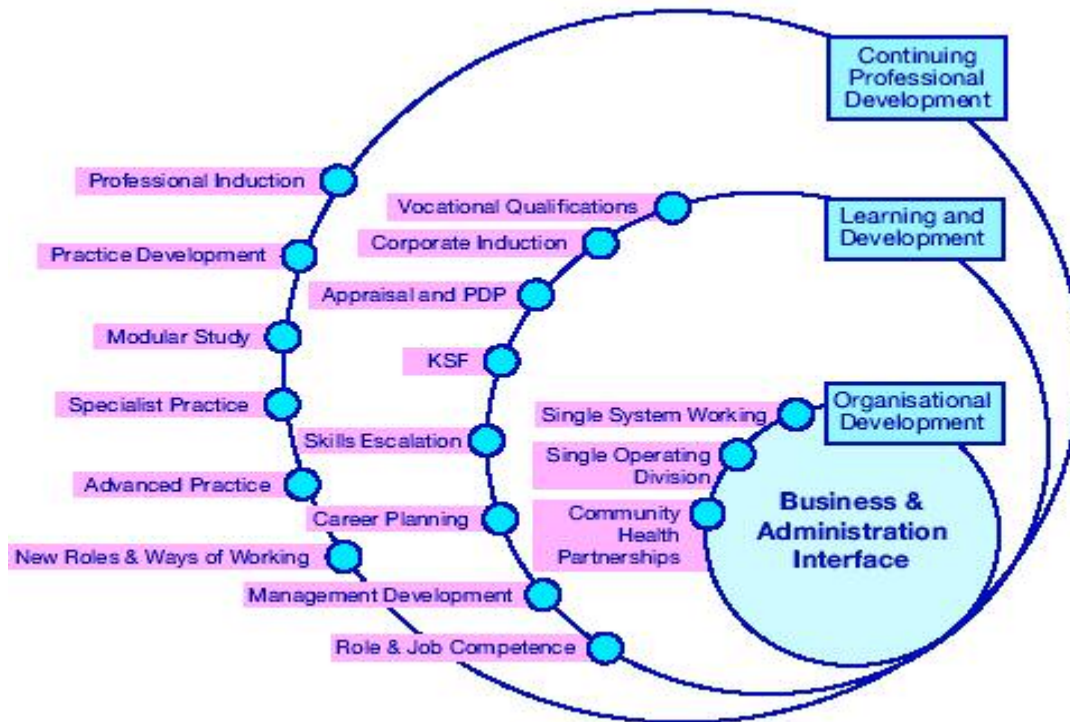 Continuing
Professional
Development
Professional Induction
Practice Development
Modular Study
Specialist Practice
Advanced Practice
New Roles & Ways of Working
Learning and
Development
Vocational Qualifications
Corporate Induction
Appraisal and PDP
KSF
Skills Escalation
Career Planning
Management Development
Role & Job Competence
Organisational
Development
Single System Working
Single Operating
Division
Community
Health
Partnerships
Business &
Administration
Interface